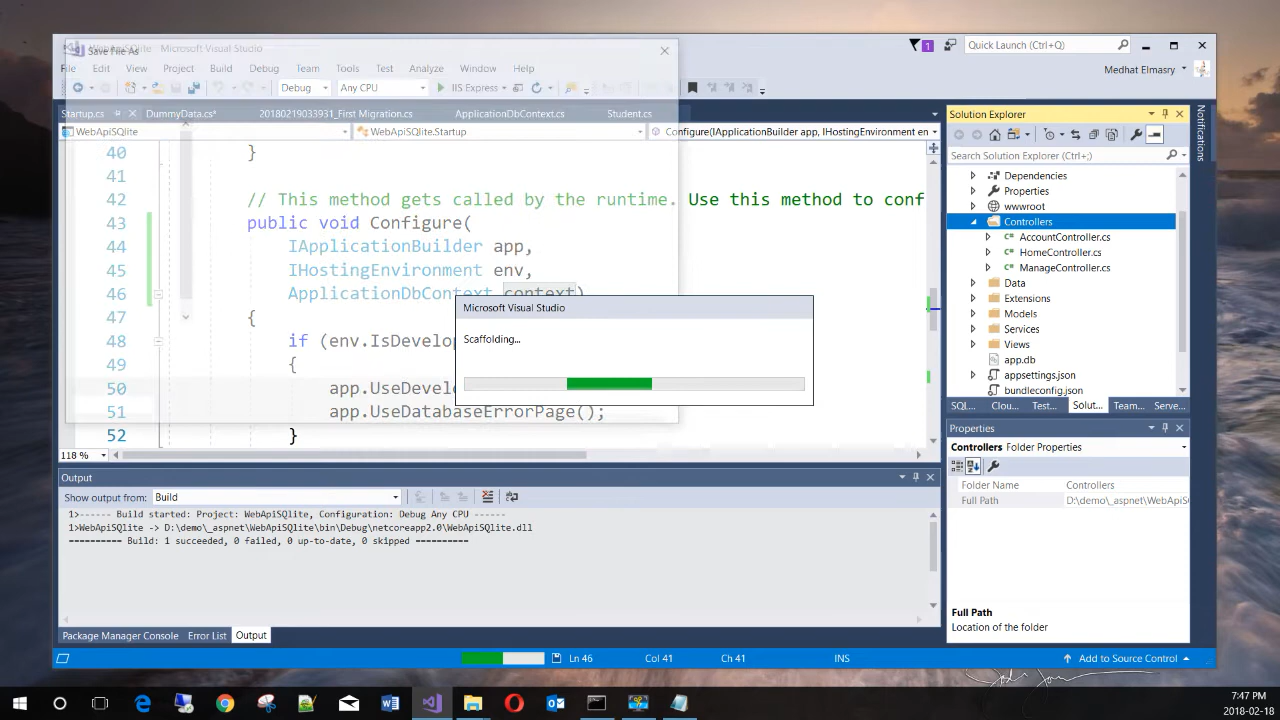 Save File As
WebApiSQlite - Microsoft Visual Studio
1
Quick Launch (Ctrl+Q)
File Edit View Project Build Debug Team Tools Test Analyze Window Help
Medhat Elmasry
Debug Any CPU IIS Express
Startup.cs DummyData.cs* 20180219033931_First Migration.cs ApplicationDbContext.cs Student.cs
WebApiSQlite WebApiSQlite.Startup Configure(IApplicationBuilder app, IHostingEnvironment en
40 }
41
42 // This method gets called by the runtime. Use this method to conf
43 public void Configure(
44 IApplicationBuilder app,
45 IHostingEnvironment env,
46 ApplicationDbContext context)
47 {
48 if (env.IsDevelop
49 {
50 app.UseDevel
51 app.UseDatabaseErrorPage();
52 }
118 %
Microsoft Visual Studio
Scaffolding...
Output
Show output from: Build
1>------ Build started: Project: WebApiSQlite, Configuration: Debug Any CPU ------
1>WebApiSQlite -> D:\demo\_aspnet\WebApiSQlite\bin\Debug\netcoreapp2.0\WebApiSQlite.dll
========== Build: 1 succeeded, 0 failed, 0 up-to-date, 0 skipped ==========
Package Manager Console Error List Output
Solution Explorer
Search Solution Explorer (Ctrl+;)
Dependencies
Properties
wwwroot
Controllers
C# AccountController.cs
C# HomeController.cs
C# ManageController.cs
Data
Extensions
Models
Services
Views
app.db
appsettings.json
bundleconfig.json
SQL... Clou... Test... Solut... Team... Serve...
Properties
Controllers Folder Properties
Folder Name Controllers
Full Path D:\demo\_aspnet\WebApiS
Full Path
Location of the folder
Notifications
Ln 46 Col 41 Ch 41 INS Add to Source Control
7:47 PM
2018-02-18